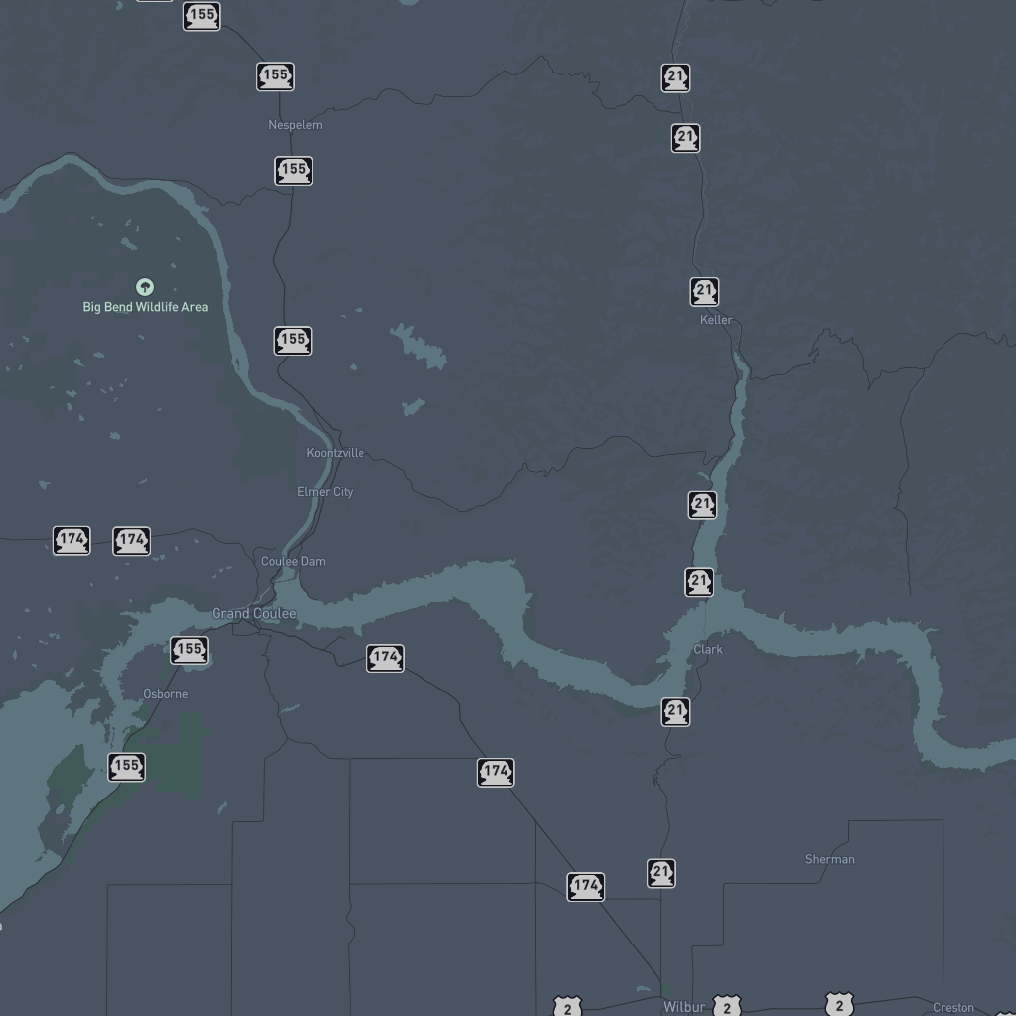 155
155
21
Nespelem
21
155
Big Bend Wildlife Area
21
Keller
155
Koontzville
Elmer City
21
174
174
Coulee Dam
21
Grand Coulee
155
174
Clark
Osborne
21
155
174
Sherman
21
174
Wilbur
2
2
2
Creston